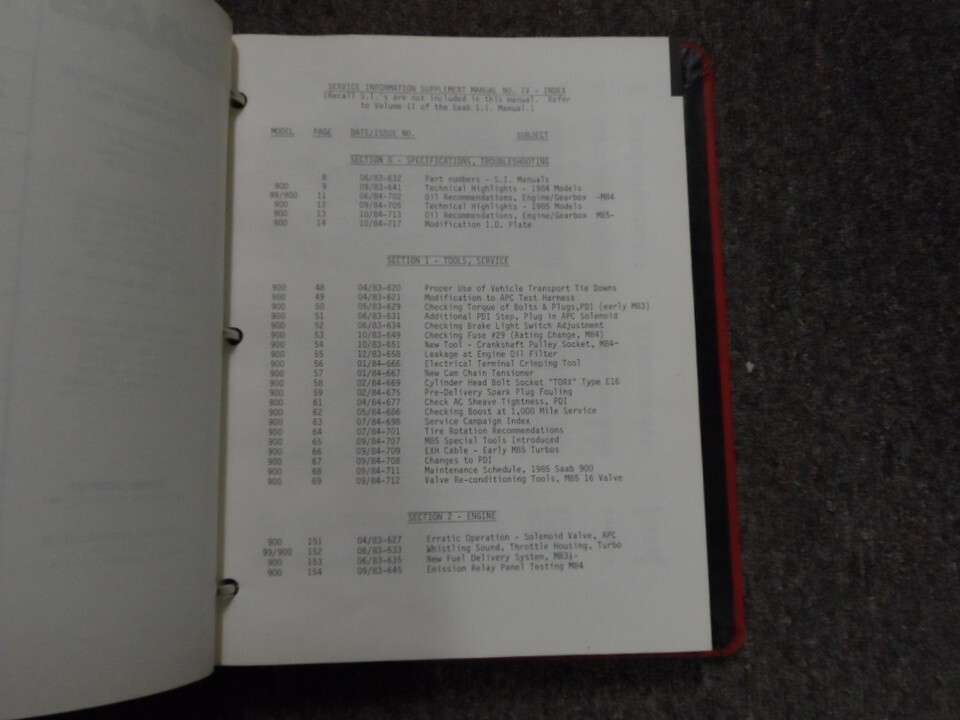 SERVICE INFORMATION SUPPLEMENT MANUAL NO. IV - INDEX
(Recall S.I.'s are not included in this manual. Refer
to Volume II of the Saab S.I. Manual.)
MODEL PAGE DATE/ISSUE NO. SUBJECT
SECTION 0 - SPECIFICATIONS, TROUBLESHOOTING
8 06/83-632 Part numbers - S.I. Manuals
900 9 09/83-641 Technical Highlights - 1984 Models
99/900 11 06/84-702 Oil Recommendations, Engine/Gearbox -M84
900 12 09/84-705 Technical Highlights - 1985 Models
900 13 10/84-713 Oil Recommendations, Engine/Gearbox M85-
900 14 10/84-717 Modification I.D. Plate
SECTION 1 - TOOLS, SERVICE
900 48 04/83-620 Proper Use of Vehicle Transport Tie Downs
900 49 04/83-621 Modification to APC Test Harness
900 50 05/83-629 Checking Torque of Bolts & Plugs,PDI (early M83)
900 51 06/83-631 Additional PDI Step, Plug in APC Solenoid
900 52 06/83-634 Checking Brake Light Switch Adjustment
900 53 10/83-649 Checking Fuse #29 (Rating Change, M84)
900 54 10/83-651 New Tool - Crankshaft Pulley Socket, M84-
900 55 12/83-658 Leakage at Engine Oil Filter
900 56 01/84-666 Electrical Terminal Crimping Tool
900 57 01/84-667 New Cam Chain Tensioner
900 58 02/84-669 Cylinder Head Bolt Socket "TORX" Type E16
900 59 02/84-675 Pre-Delivery Spark Plug Fouling
900 61 04/84-677 Check AC Sheave Tightness, PDI
900 62 05/84-686 Checking Boost at 1,000 Mile Service
900 63 07/84-698 Service Campaign Index
900 64 07/84-701 Tire Rotation Recommendations
900 65 09/84-707 M85 Special Tools Introduced
900 66 09/84-709 EXH Cable - Early M85 Turbos
900 67 09/84-708 Changes to PDI
900 68 09/84-711 Maintenance Schedule, 1985 Saab 900
900 69 09/84-712 Valve Re-conditioning Tools, M85 16 Valve
SECTION 2 - ENGINE
900 151 04/83-627 Erratic Operation - Solenoid Valve, APC
99/900 152 06/83-633 Whistling Sound, Throttle Housing, Turbo
900 153 06/83-635 New Fuel Delivery System,
900 154 09/83-645 Emission Relay Panel Testing M84